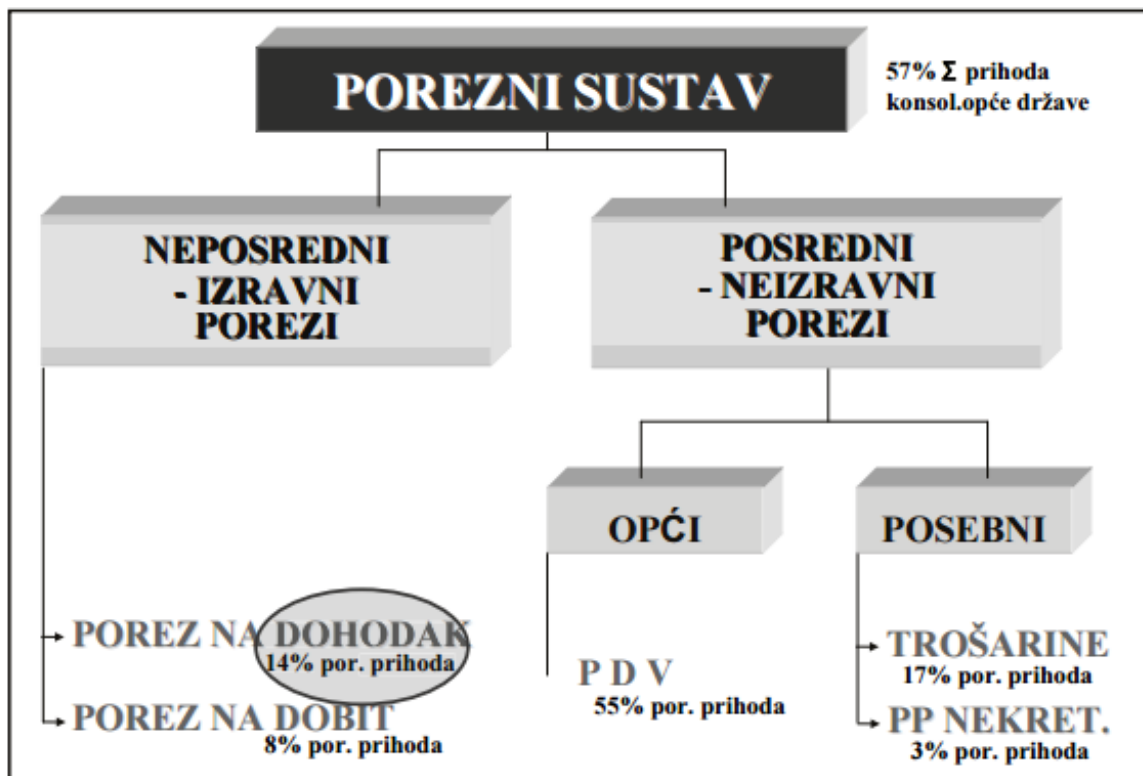 POREZNI SUSTAV
57% Σ prihoda
konsol.opće države
NEPOSREDNI
- IZRAVNI
POREZI
POSREDNI
- NEIZRAVNI
POREZI
OPĆI
POSEBNI
POREZ NA DOHODAK
14% por. prihoda
POREZ NA DOBIT
8% por. prihoda
P D V
55% por. prihoda
TROŠARINE
17% por. prihoda
PP NEKRET.
3% por. prihoda